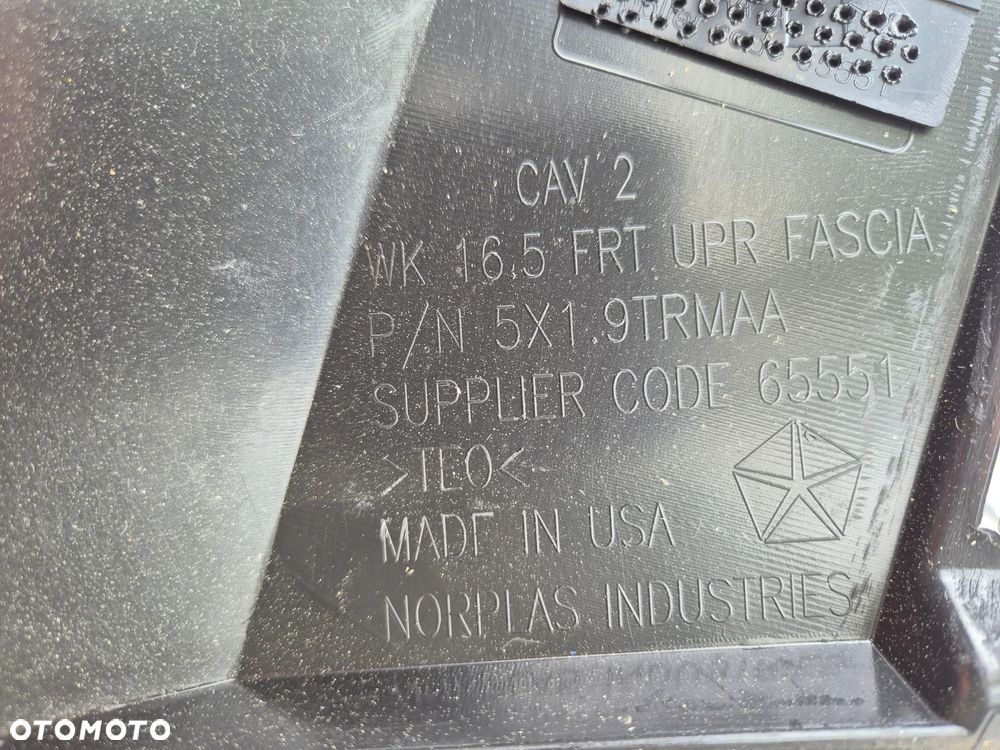 CAV 2
WK 16.5 FRT UPR FASCIA
P/N 5X1.9TRMAA
SUPPLIER CODE 65551
>TEO<
MADE IN USA
NORPLAS INDUSTRIES
OTOMOTO